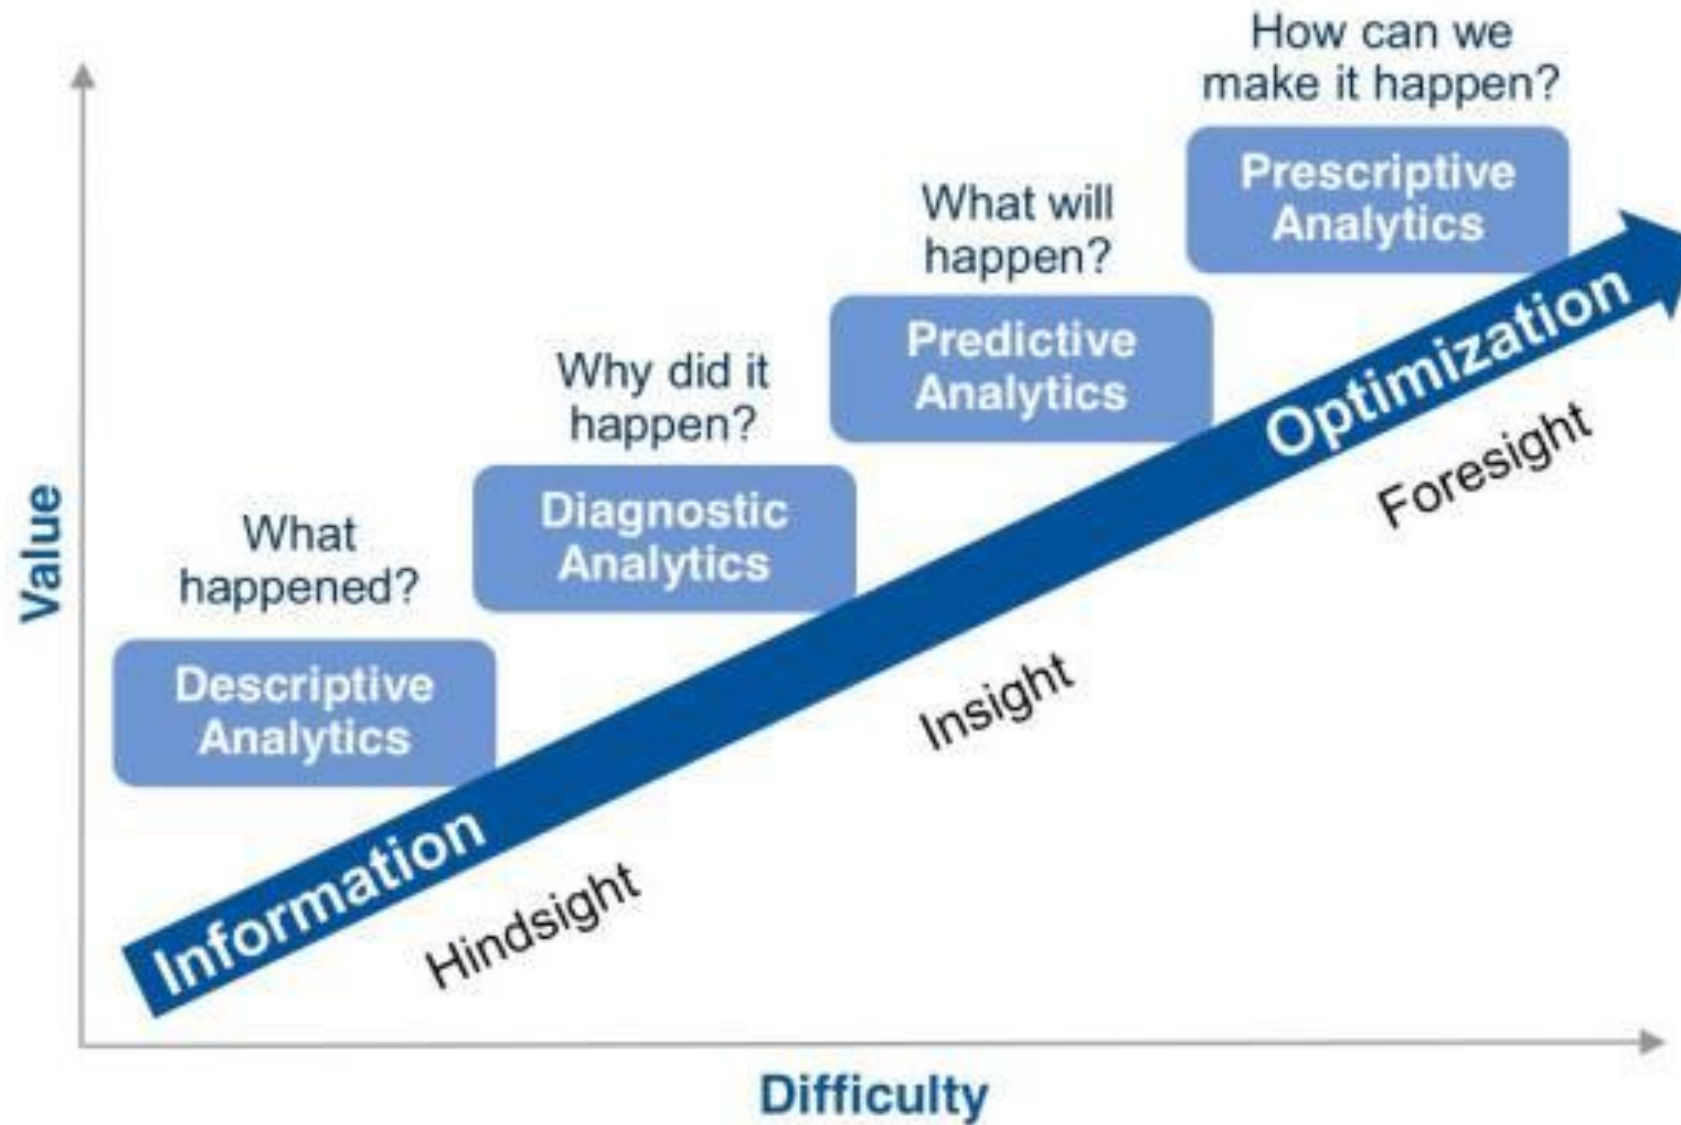 How can we
make it happen?
Prescriptive
Analytics
What will
happen?
Predictive
Analytics
Why did it
happen?
Diagnostic
Analytics
What
happened?
Descriptive
Analytics
Value
Information
Optimization
Hindsight
Insight
Foresight
Difficulty